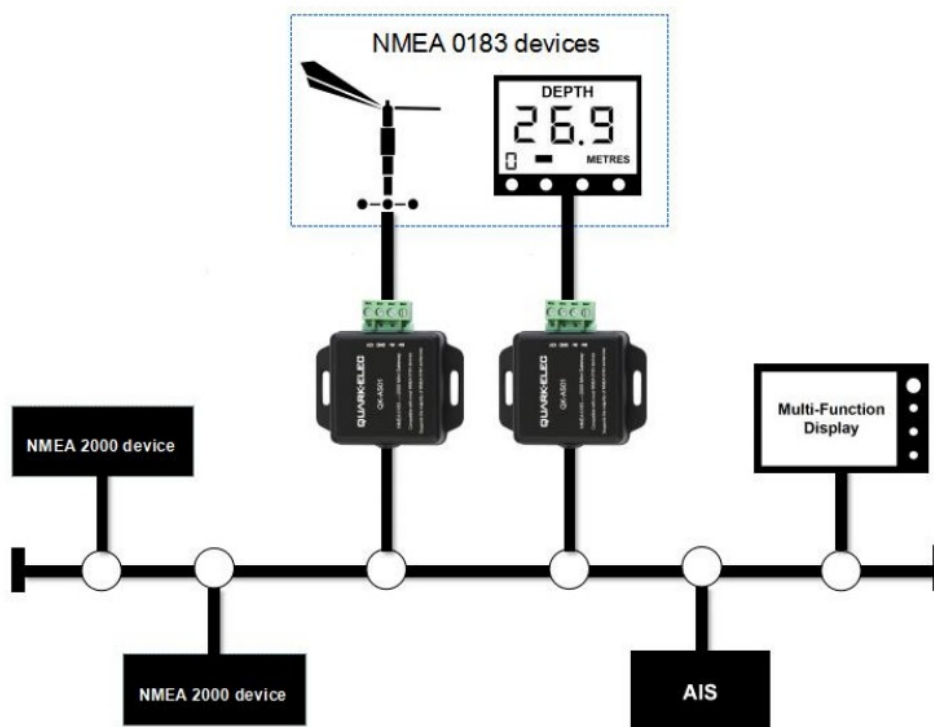 NMEA 0183 devices
DEPTH
26.9
0
METRES
QUARK-ELEC
QK-AS01
QUARK-ELEC
QK-AS01
NMEA 2000 device
Multi-Function
Display
NMEA 2000 device
AIS